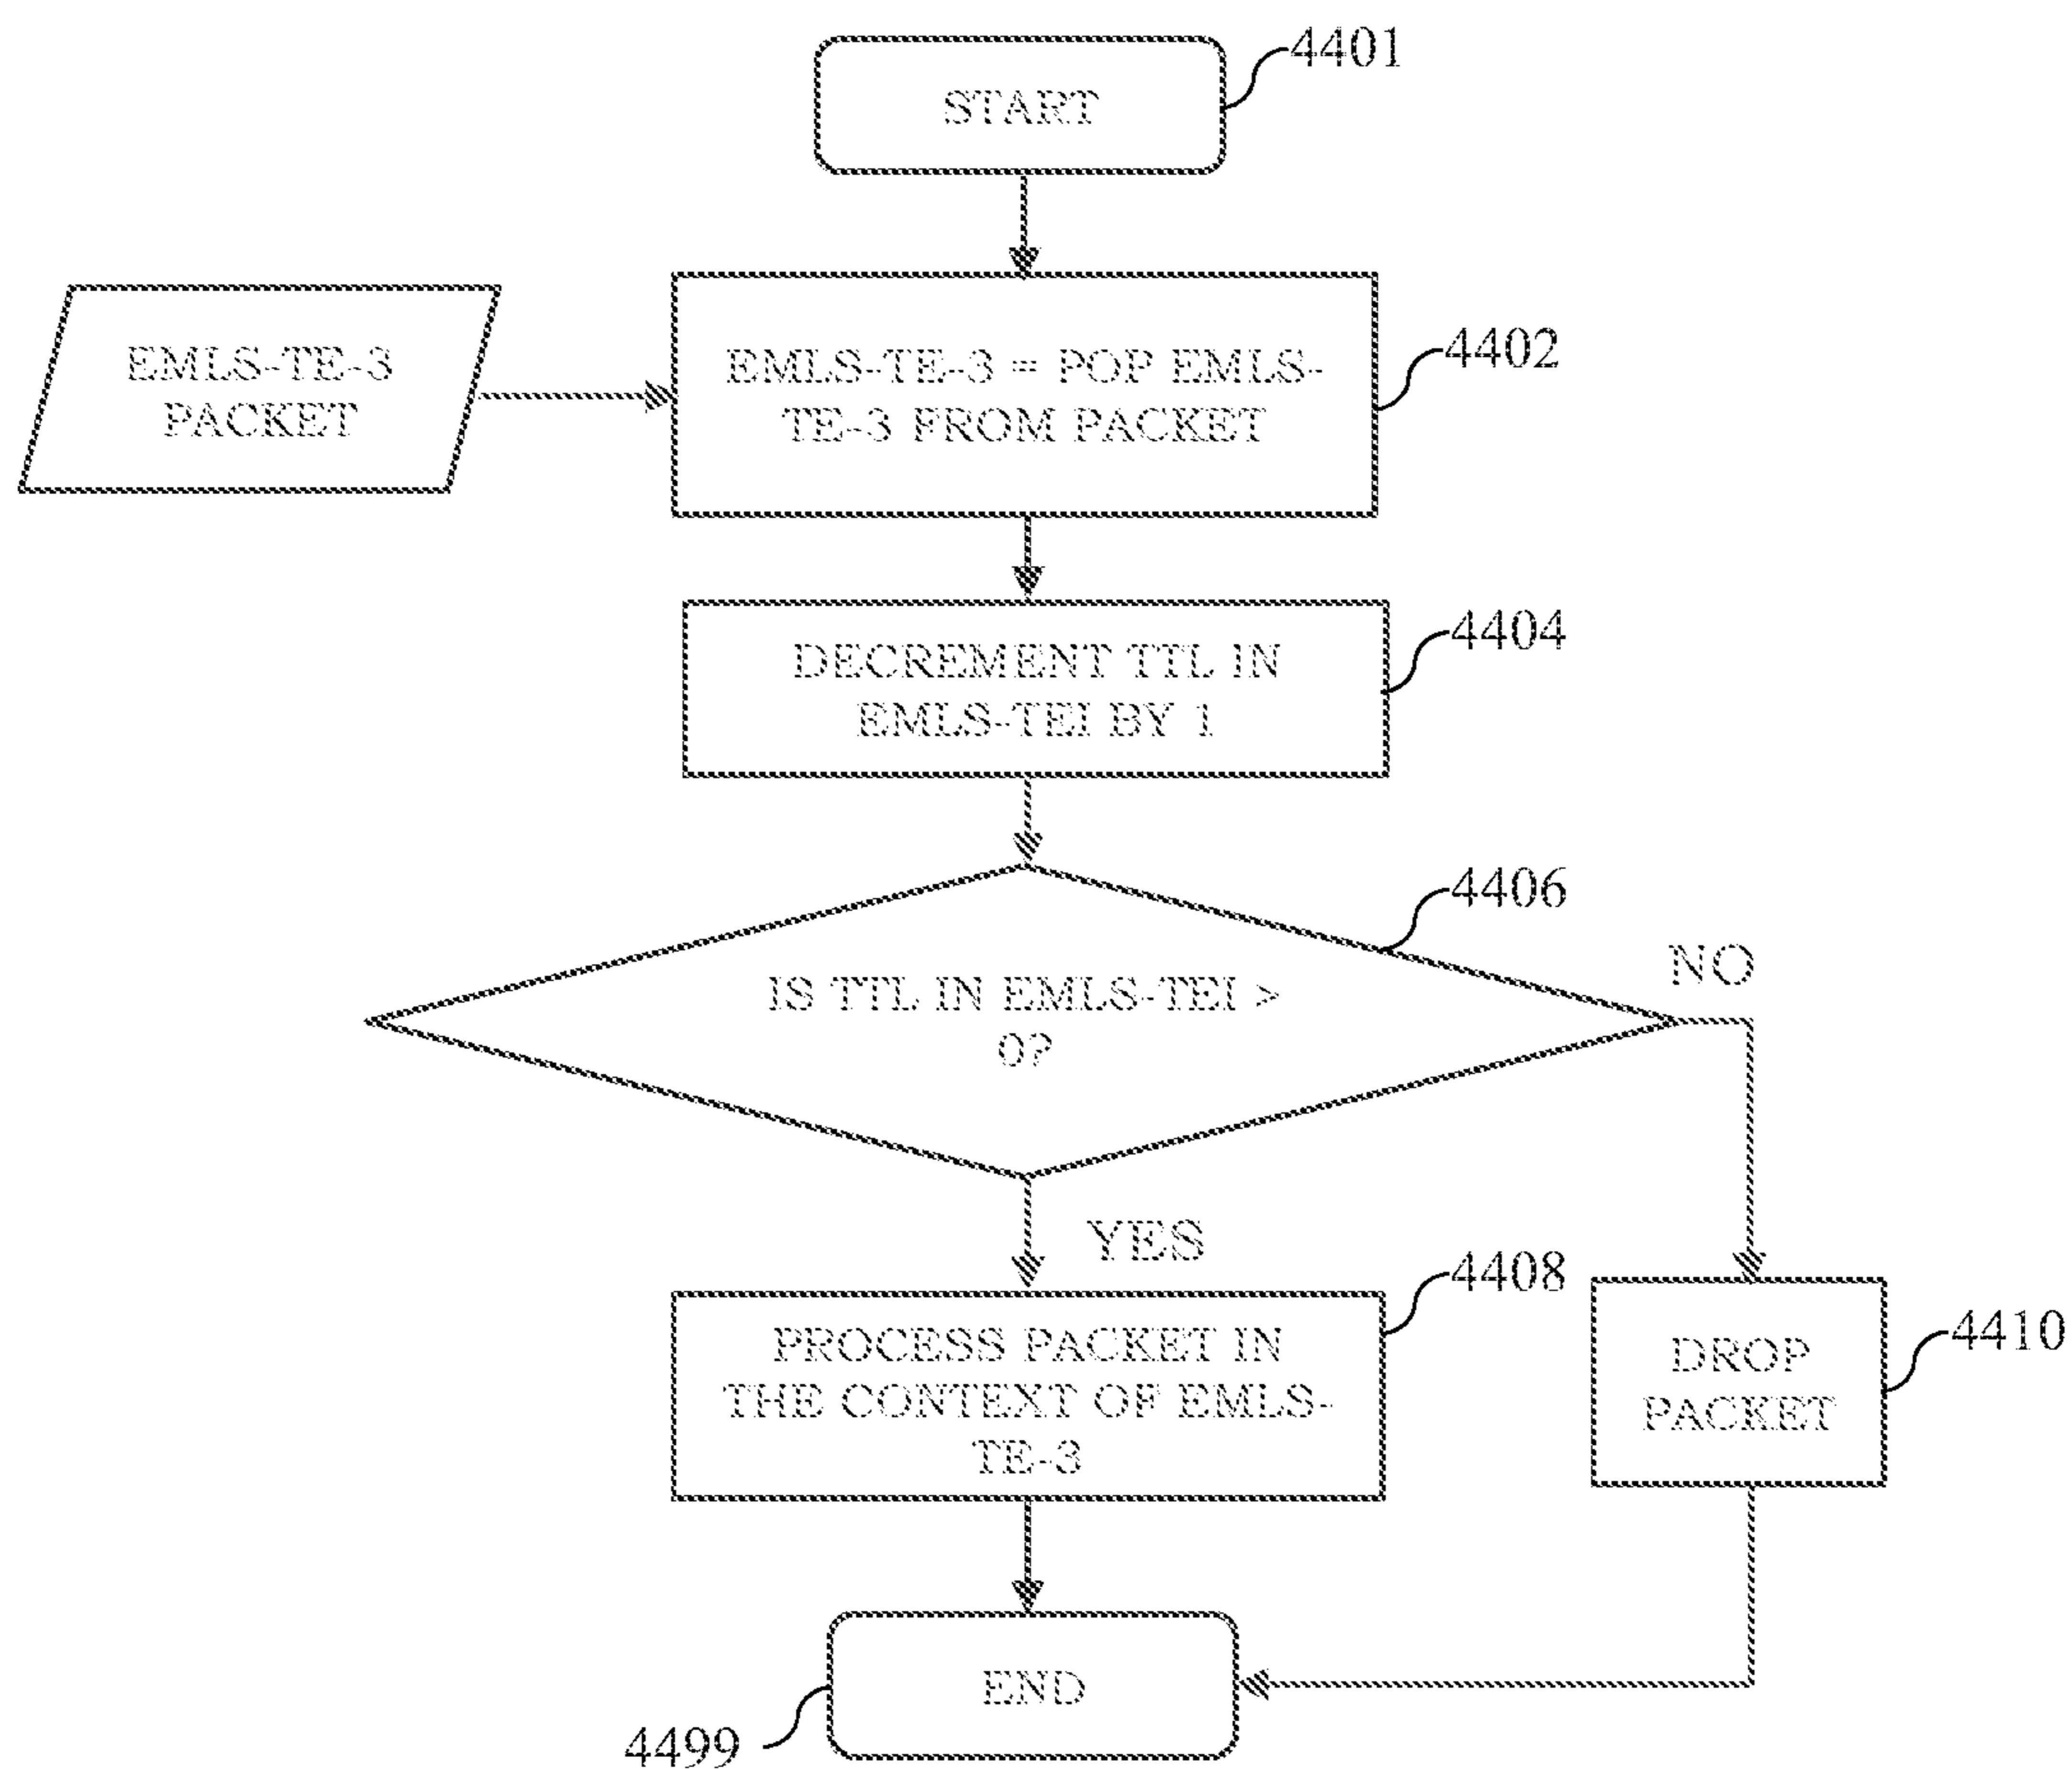 START
4401
EMLS-TE-3
PACKET
EMLS-TE-3 = POP EMLS-
TE-3 FROM PACKET
4402
DECREMENT TTL IN
EMLS-TEI BY 1
4404
IS TTL IN EMLS-TEI >
0?
4406
NO
YES
PROCESS PACKET IN
THE CONTEXT OF EMLS-
TE-3
4408
DROP
PACKET
4410
END
4499